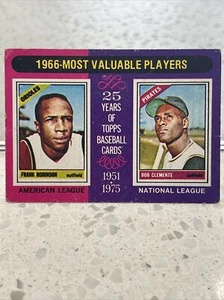 1966-MOST VALUABLE PLAYERS
ORIOLES
FRANK ROBINSON outfield
AMERICAN LEAGUE
25
YEARS
OF
TOPPS
BASEBALL
CARDS
1951
to
1975
PIRATES
BOB CLEMENTE outfield
NATIONAL LEAGUE